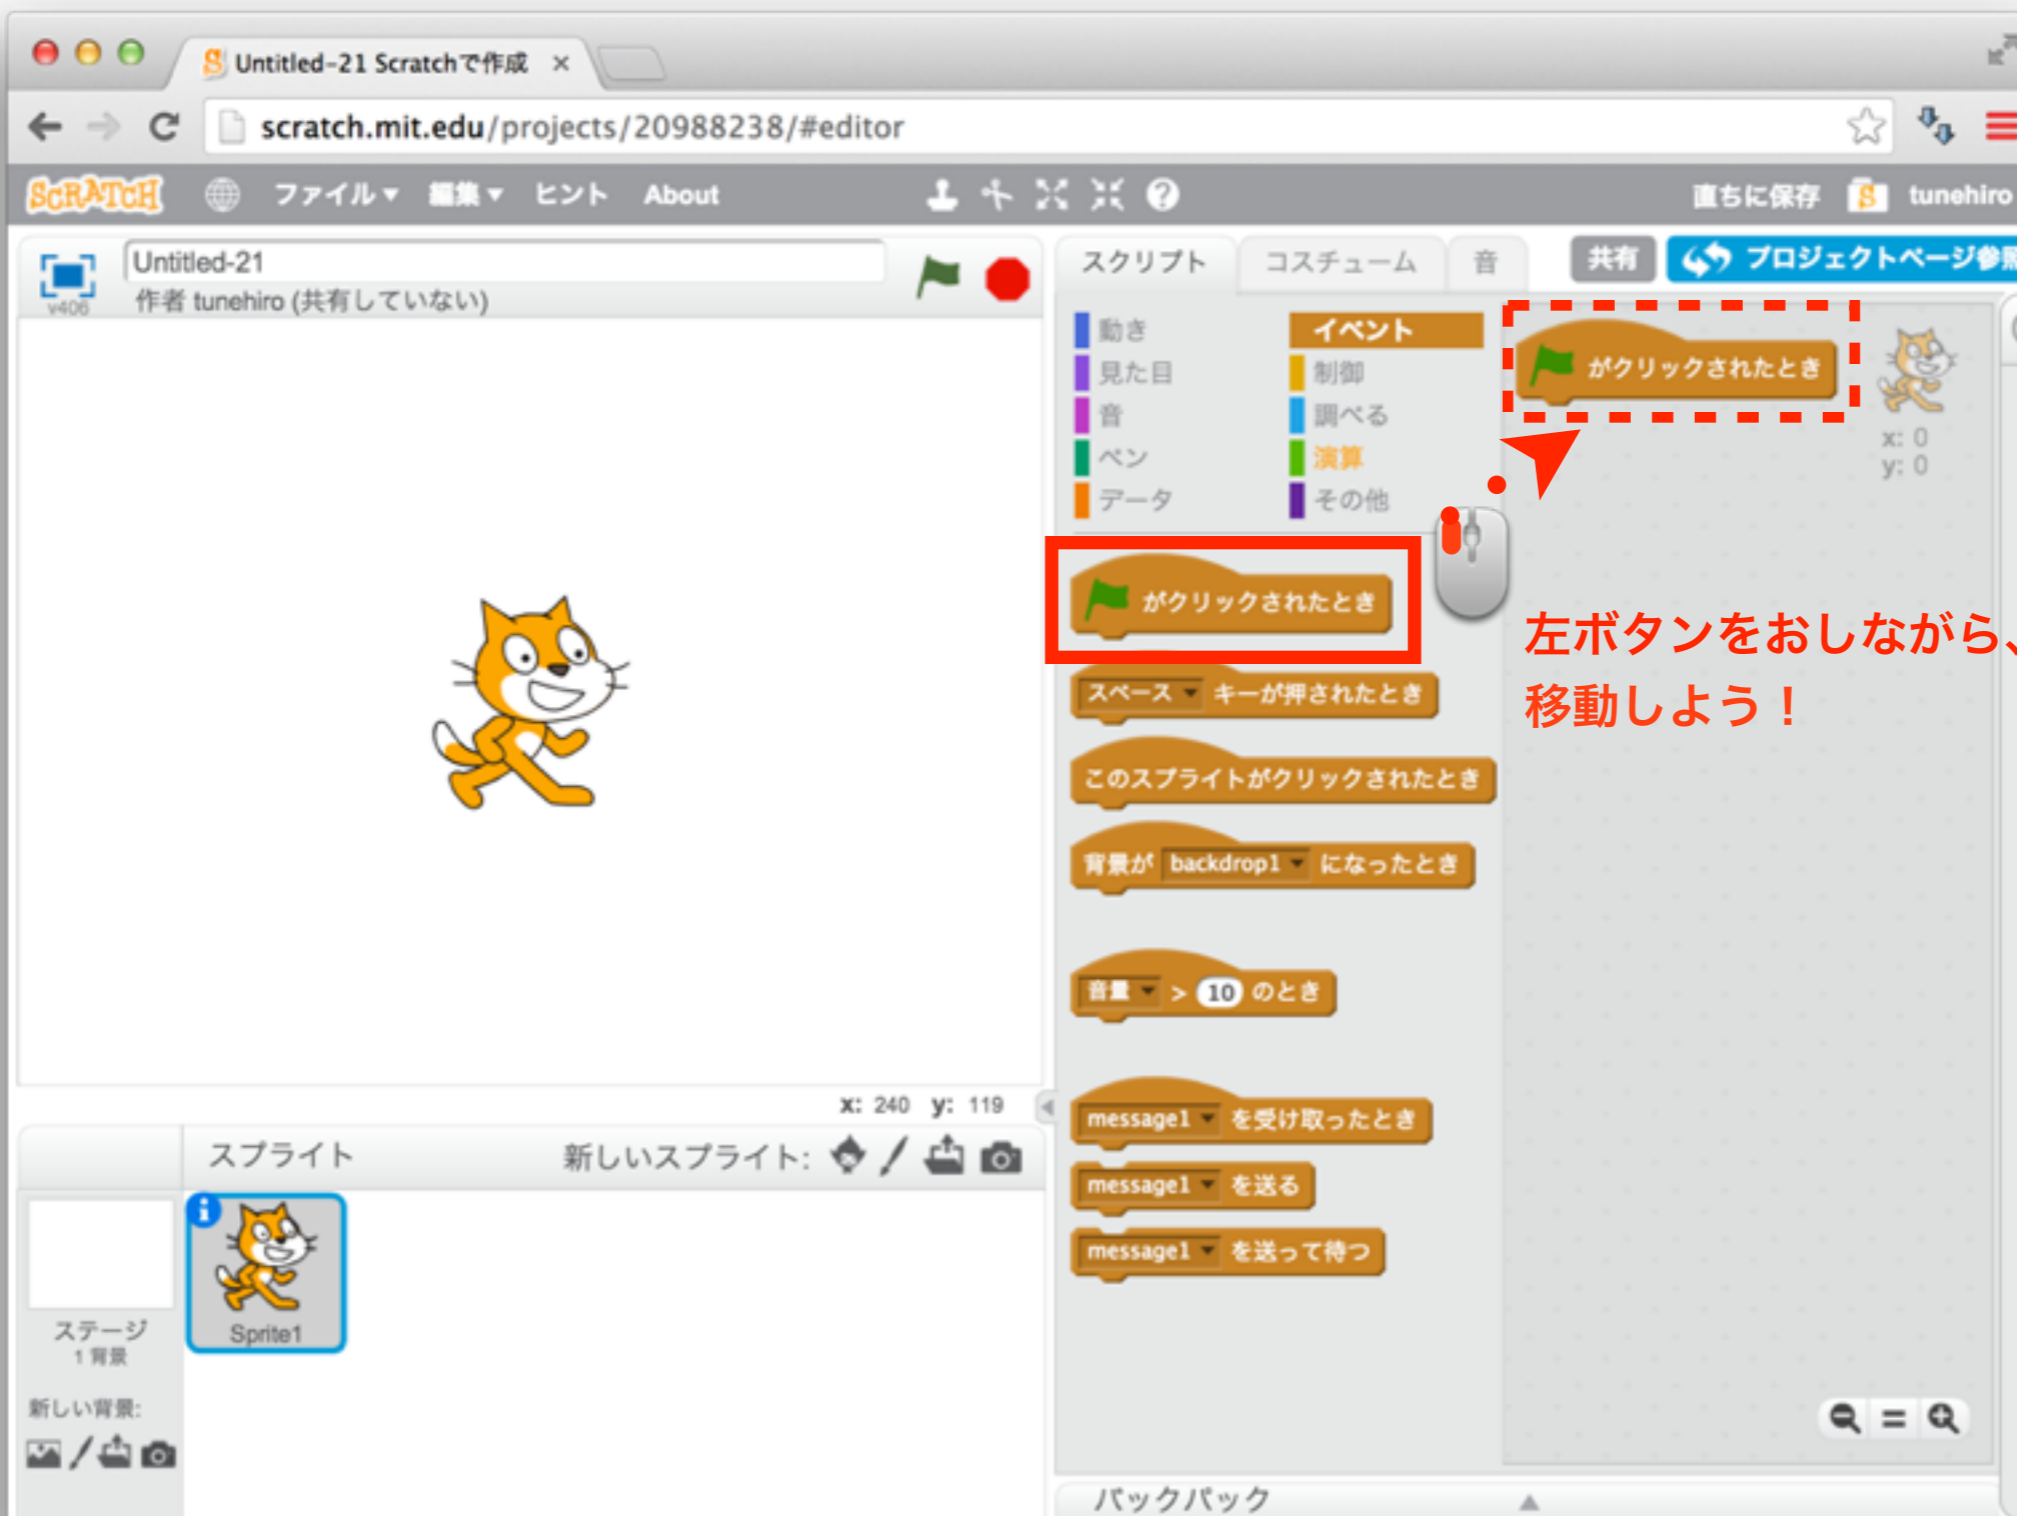 Untitled-21 Scratchで作成 ×
scratch.mit.edu/projects/20988238/#editor
SCRATCH ファイル▼ 編集▼ ヒント About 直ちに保存 tunehiro
v406 Untitled-21
作者 tunehiro (共有していない)
スクリプト コスチューム 音 共有 プロジェクトページ参照
動き イベント
見た目 制御
音 調べる
ペン 演算
データ その他
がクリックされたとき
x: 0
y: 0
がクリックされたとき
左ボタンをおしながら、
移動しよう！
スペース キーが押されたとき
このスプライトがクリックされたとき
背景が backdrop1 になったとき
音量 > 10 のとき
message1 を受け取ったとき
message1 を送る
message1 を送って待つ
x: 240 y: 119
スプライト 新しいスプライト:
Sprite1
ステージ
1 背景
新しい背景:
バックパック